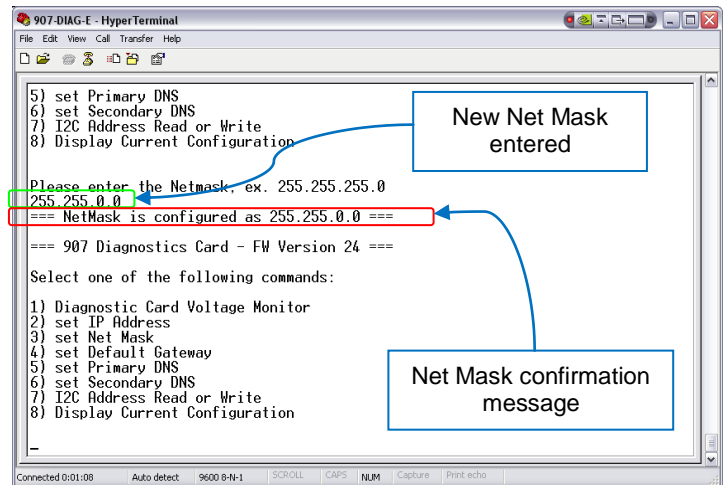 907-DIAG-E - HyperTerminal
File Edit View Call Transfer Help
5) set Primary DNS
6) set Secondary DNS
7) I2C Address Read or Write
8) Display Current Configuration
New Net Mask
entered
Please enter the Netmask, ex. 255.255.255.0
255.255.0.0
=== NetMask is configured as 255.255.0.0 ===
=== 907 Diagnostics Card - FW Version 24 ===
Select one of the following commands:
1) Diagnostic Card Voltage Monitor
2) set IP Address
3) set Net Mask
4) set Default Gateway
5) set Primary DNS
6) set Secondary DNS
7) I2C Address Read or Write
8) Display Current Configuration
Net Mask confirmation
message
_
Connected 0:01:08 Auto detect 9600 8-N-1 SCROLL CAPS NUM Capture Print echo